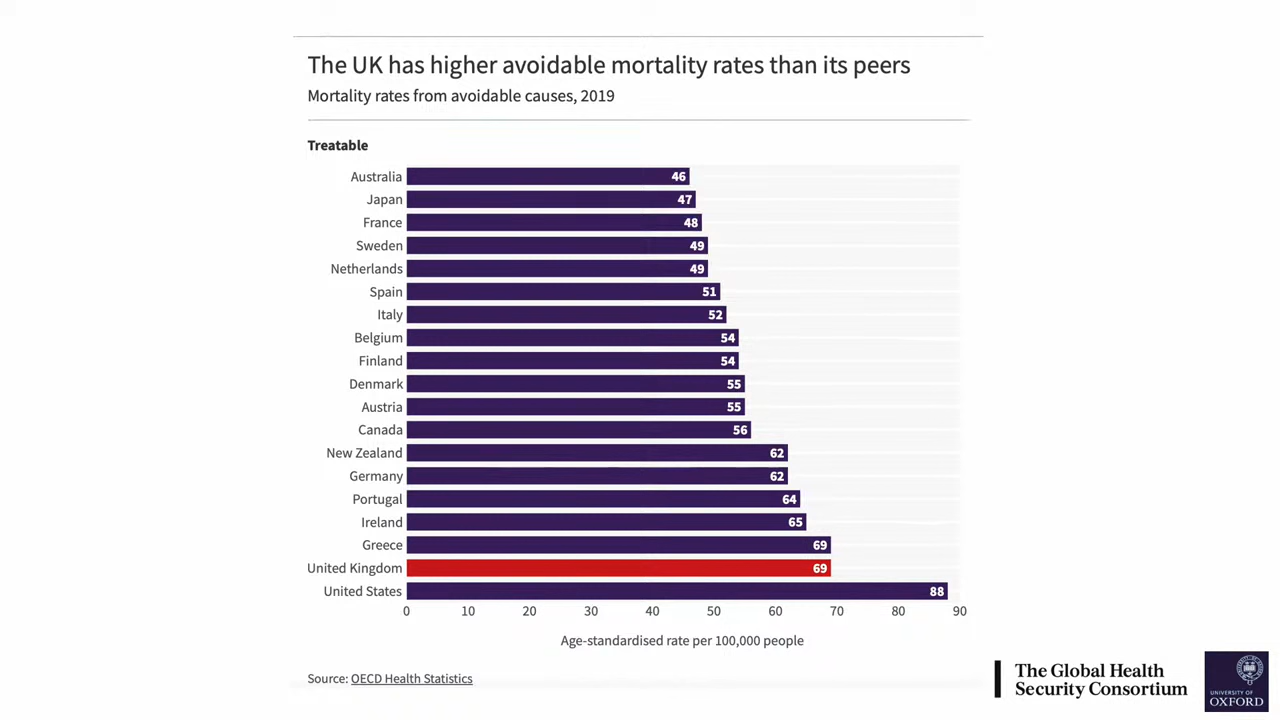 The UK has higher avoidable mortality rates than its peers
Mortality rates from avoidable causes, 2019
Treatable
Australia 46
Japan 47
France 48
Sweden 49
Netherlands 49
Spain 51
Italy 52
Belgium 54
Finland 54
Denmark 55
Austria 55
Canada 56
New Zealand 62
Germany 62
Portugal 64
Ireland 65
Greece 69
United Kingdom 69
United States 88
0 10 20 30 40 50 60 70 80 90
Age-standardised rate per 100,000 people
Source: OECD Health Statistics
The Global Health
Security Consortium
UNIVERSITY OF
OXFORD